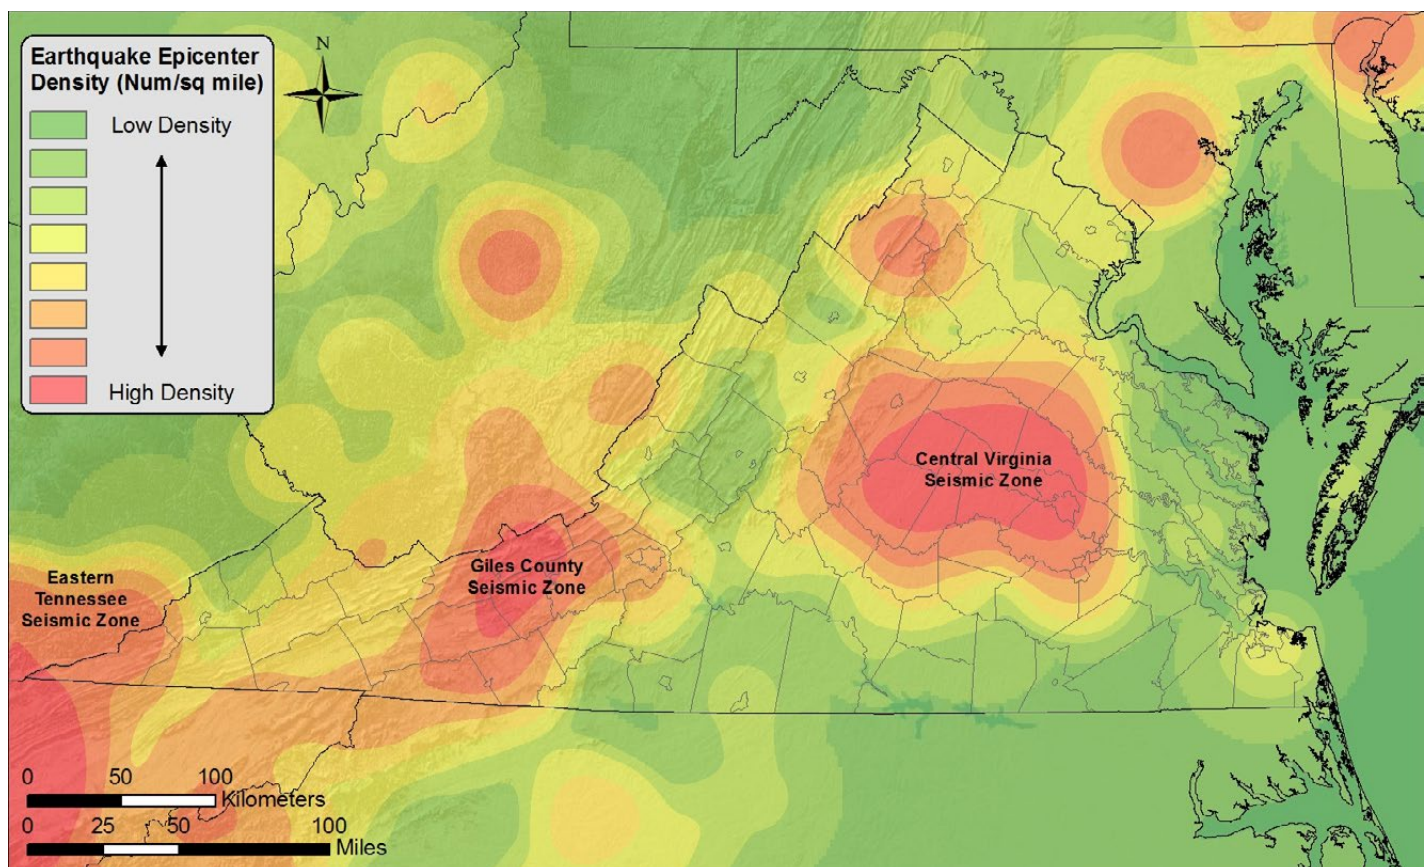 Earthquake Epicenter
Density (Num/sq mile)
Low Density
High Density
N
Central Virginia
Seismic Zone
Giles County
Seismic Zone
Eastern
Tennessee
Seismic Zone
0 50 100
Kilometers
0 25 50 100
Miles